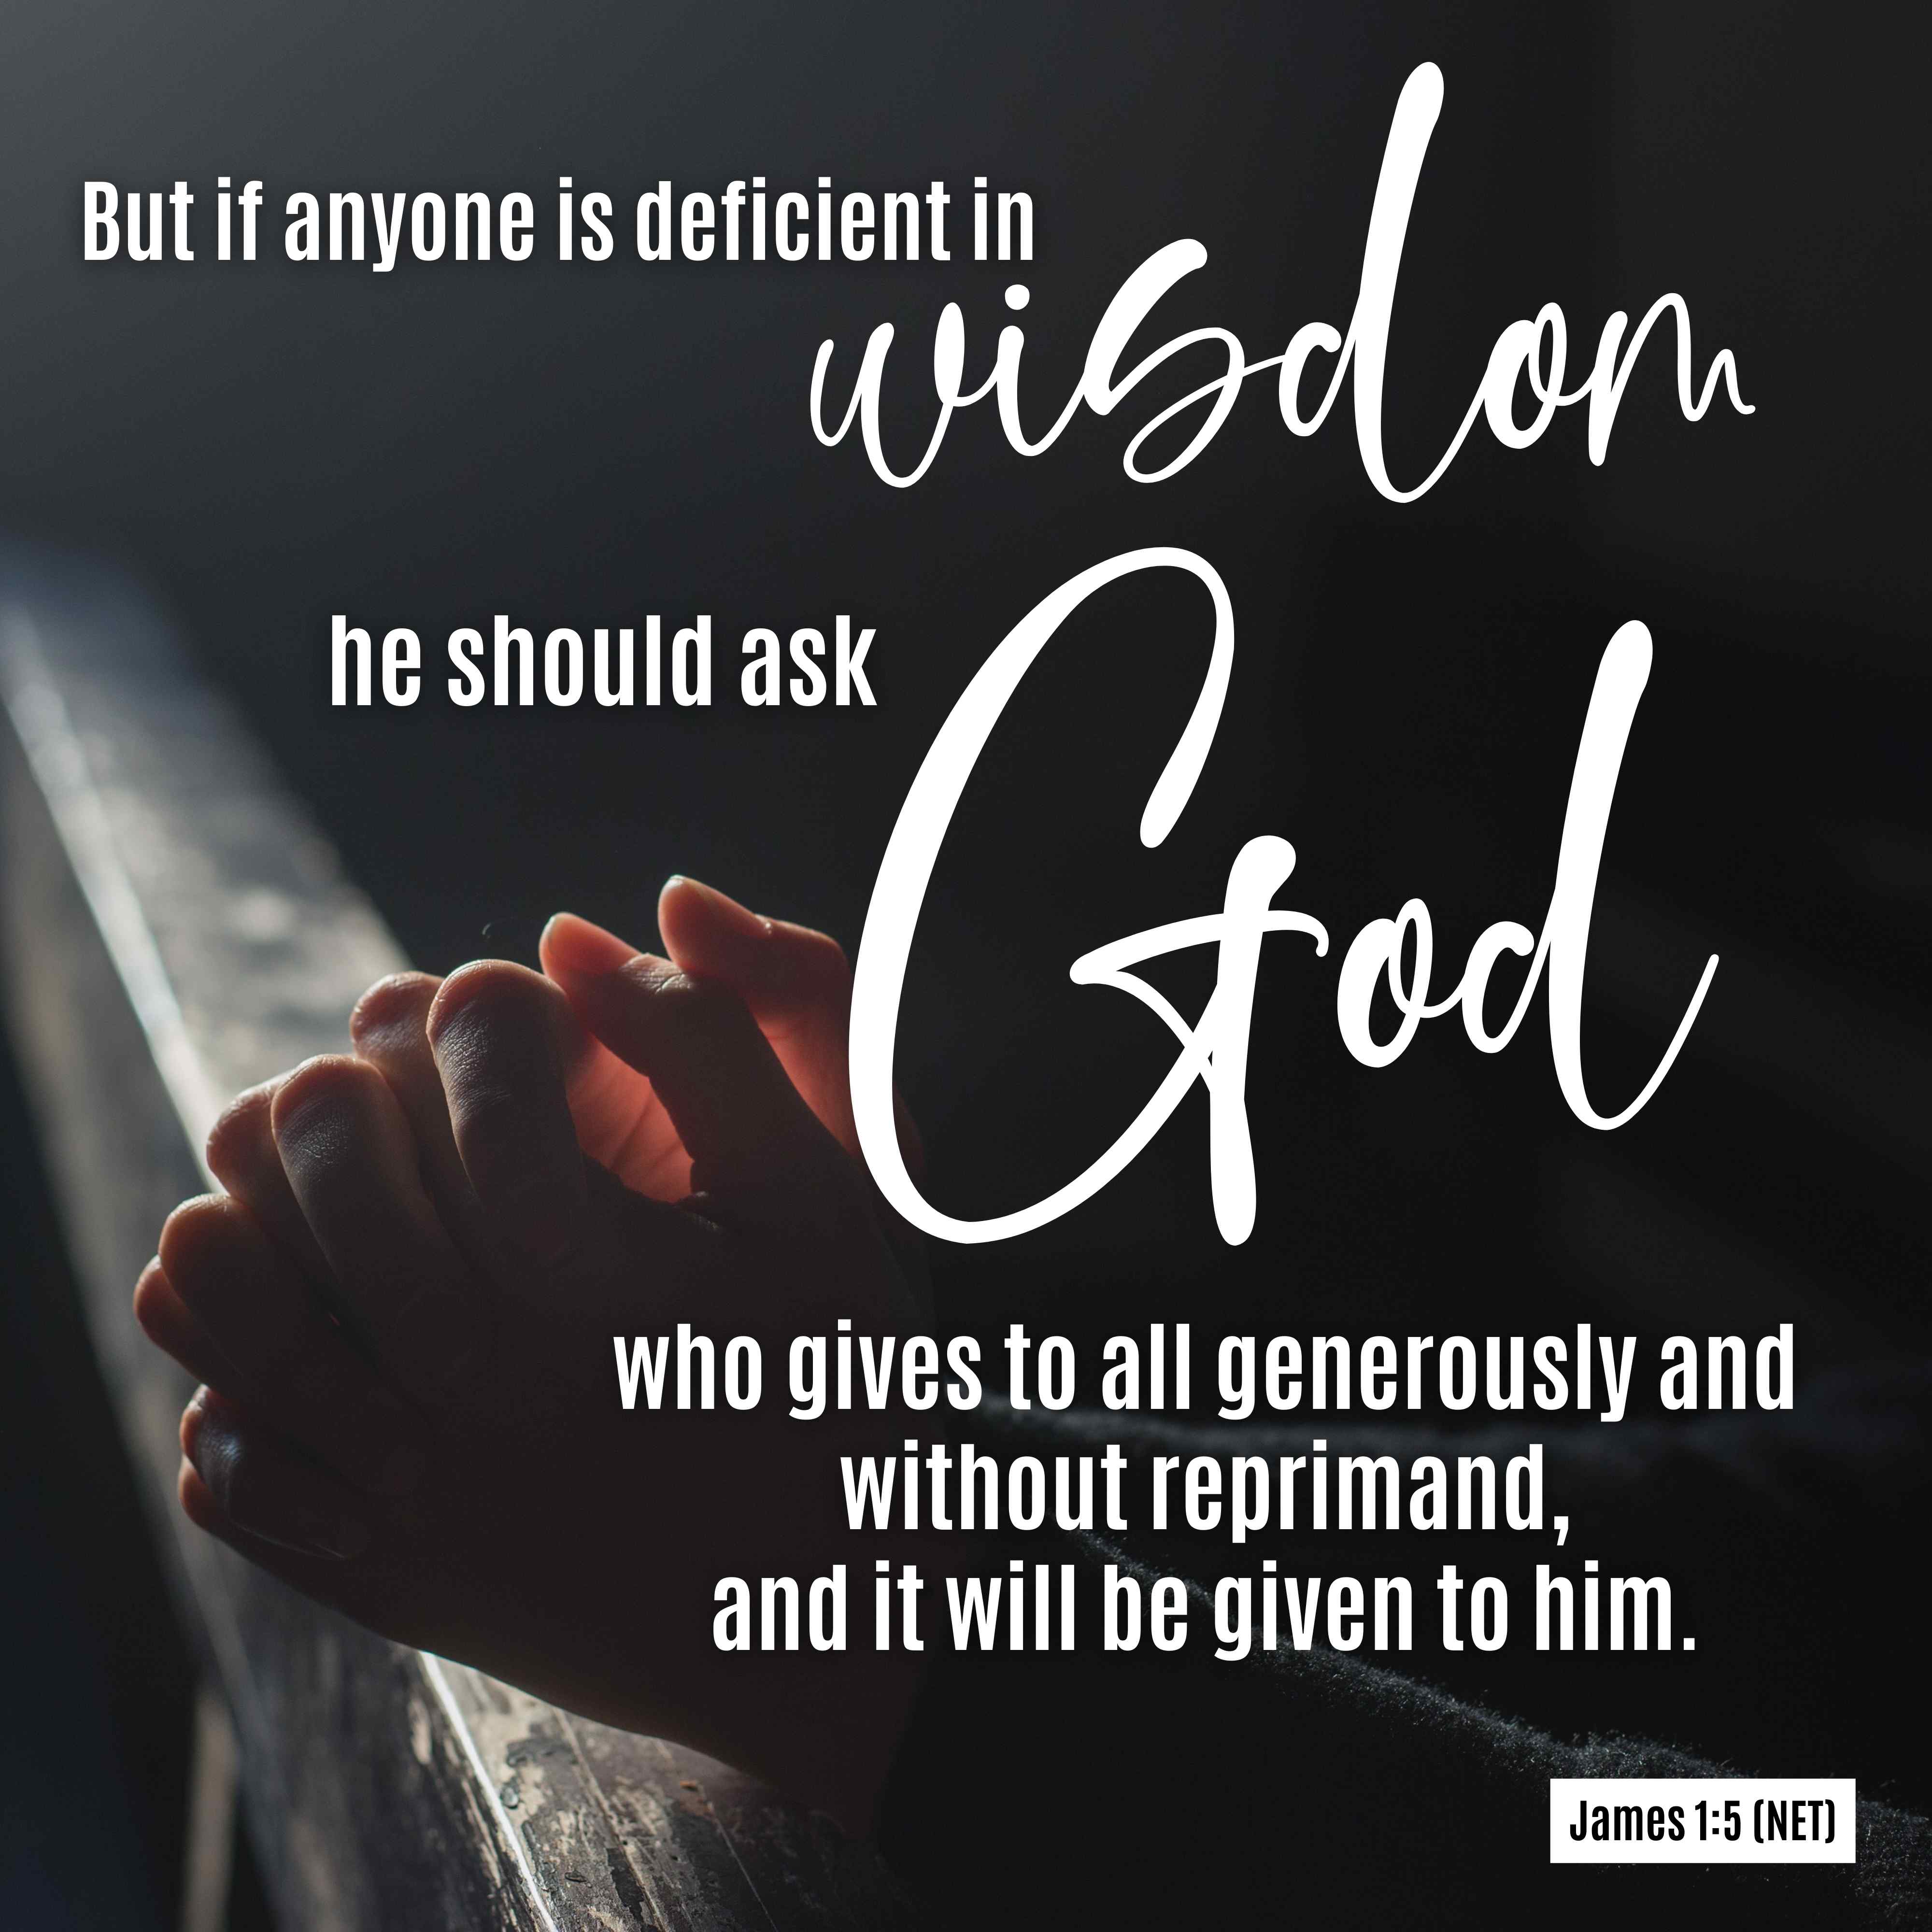 But if anyone is deficient in
wisdom
he should ask
God
who gives to all generously and
without reprimand,
and it will be given to him.
James 1:5 (NET)